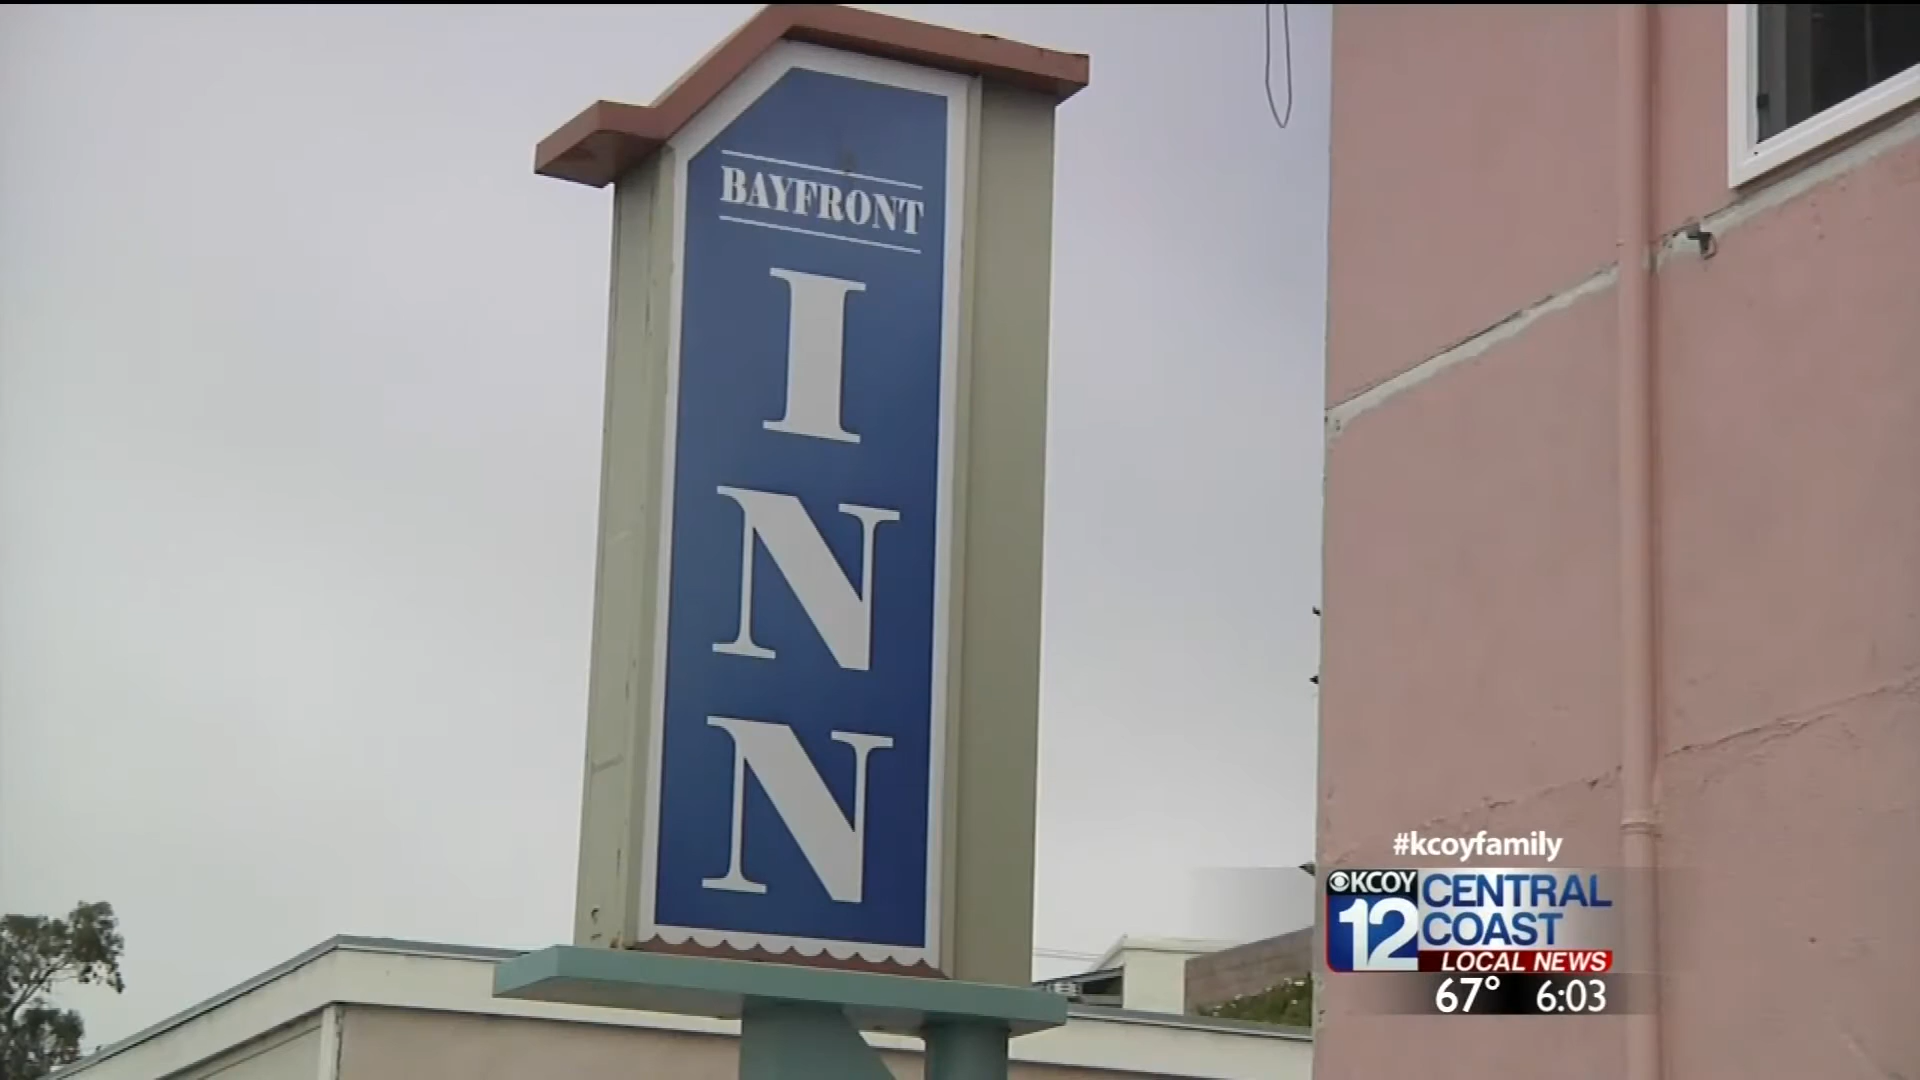 BAYFRONT
I
N
N
#kcoyfamily
KCOY
12
CENTRAL
COAST
LOCAL NEWS
67° 6:03